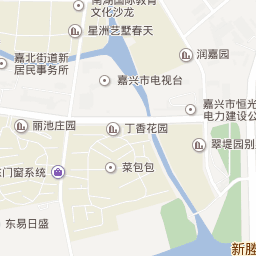 南湖国际教育
文化沙龙
星洲艺墅春天
润嘉园
嘉北街道新
居民事务所
嘉兴市电视台
嘉兴市恒光
电力建设公
丽池庄园
丁香花园
翠堤园别
东门窗系统
菜包包
东易日盛
新塍